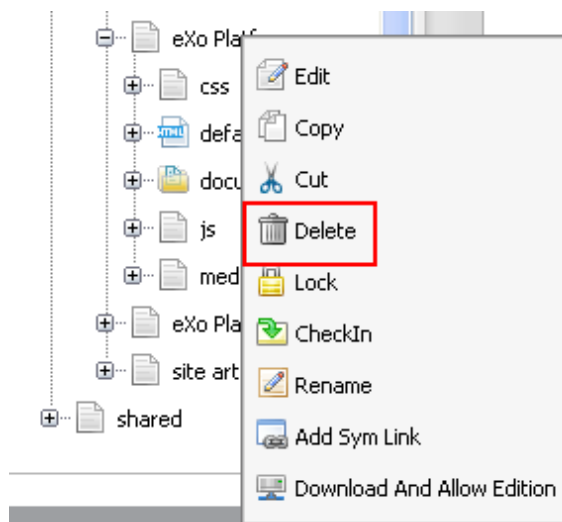 eXo Pla
css
defa
docu
js
med
eXo Pla
site art
shared
Edit
Copy
Cut
Delete
Lock
CheckIn
Rename
Add Sym Link
Download And Allow Edition